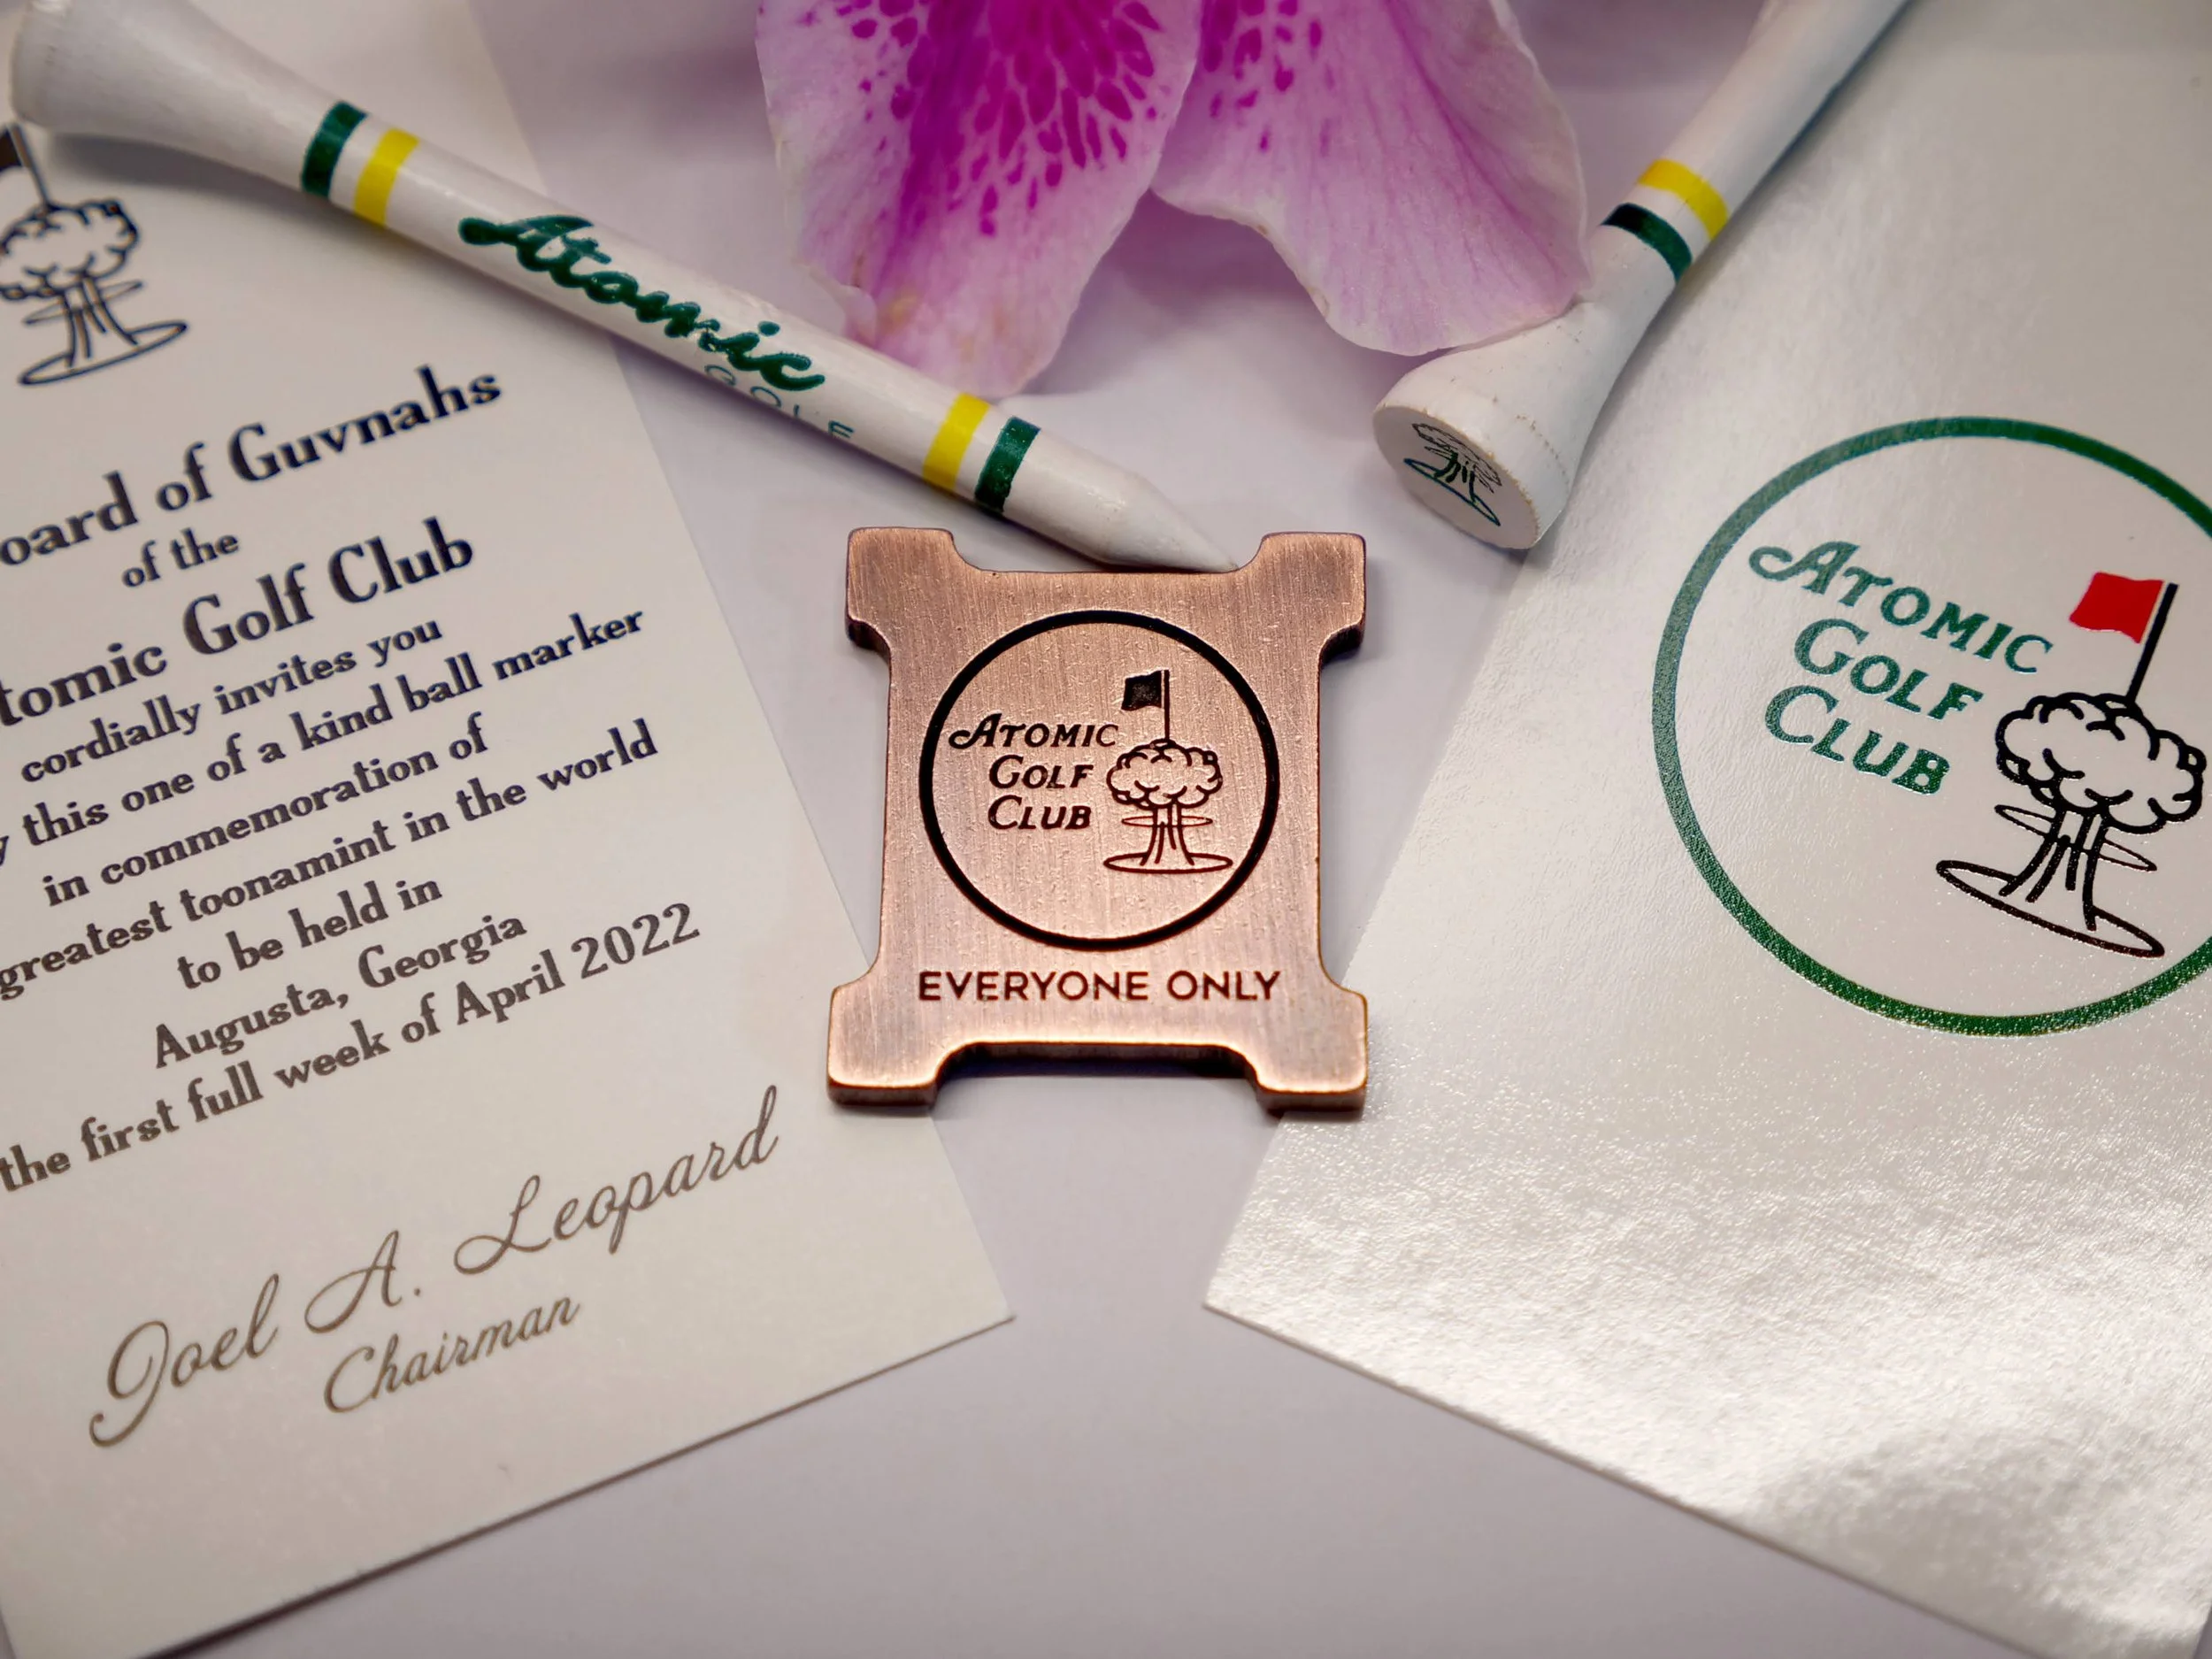 oard of Guvnahs
of the
tomic Golf Club
cordially invites you
y this one of a kind ball marker
in commemoration of
greatest toonamint in the world
to be held in
Augusta, Georgia
the first full week of April 2022
Joel A. Leopard
Chairman
Atomic
GOLF
ATOMIC
GOLF
CLUB
EVERYONE ONLY
ATOMIC
GOLF
CLUB